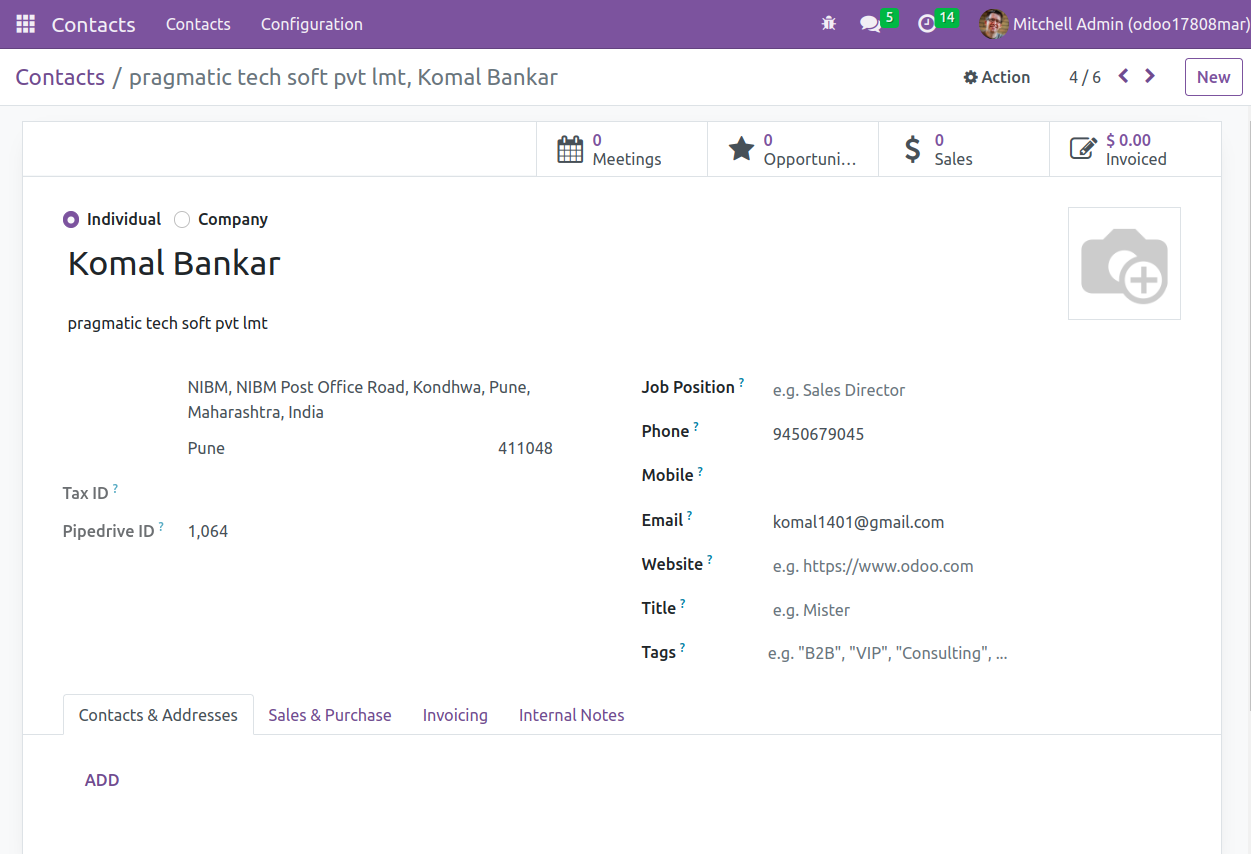 Contacts Contacts Configuration 5 14 Mitchell Admin (odoo17808mar)
Contacts / pragmatic tech soft pvt lmt, Komal Bankar Action 4 / 6 New
0 Meetings
0 Opportuni...
$ 0 Sales
$ 0.00 Invoiced
Individual Company
Komal Bankar
pragmatic tech soft pvt lmt
NIBM, NIBM Post Office Road, Kondhwa, Pune,
Maharashtra, India
Pune 411048
Tax ID ?
Pipedrive ID ? 1,064
Job Position ? e.g. Sales Director
Phone ? 9450679045
Mobile ?
Email ? komal1401@gmail.com
Website ? e.g. https://www.odoo.com
Title ? e.g. Mister
Tags ? e.g. "B2B", "VIP", "Consulting", ...
Contacts & Addresses Sales & Purchase Invoicing Internal Notes
ADD